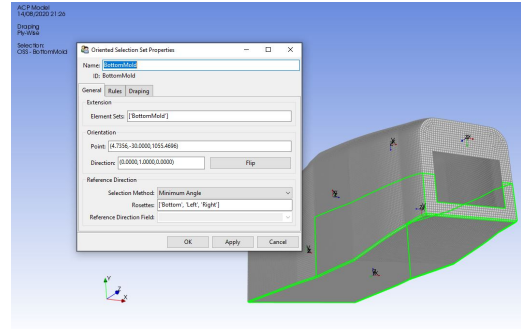 ACP Model
14/08/2020 21:26
Draping
Ply-Wise
Selection:
OSS - BottomMold
Oriented Selection Set Properties
Name: BottomMold
ID: BottomMold
General Rules Draping
Extension
Element Sets: ['BottomMold']
Orientation
Point: (4.7356,-30.0000,1055.4696)
Direction: (0.0000,1.0000,0.0000) Flip
Reference Direction
Selection Method: Minimum Angle
Rosettes: ['Bottom', 'Left', 'Right']
Reference Direction Field:
OK Apply Cancel
Y
Z
X